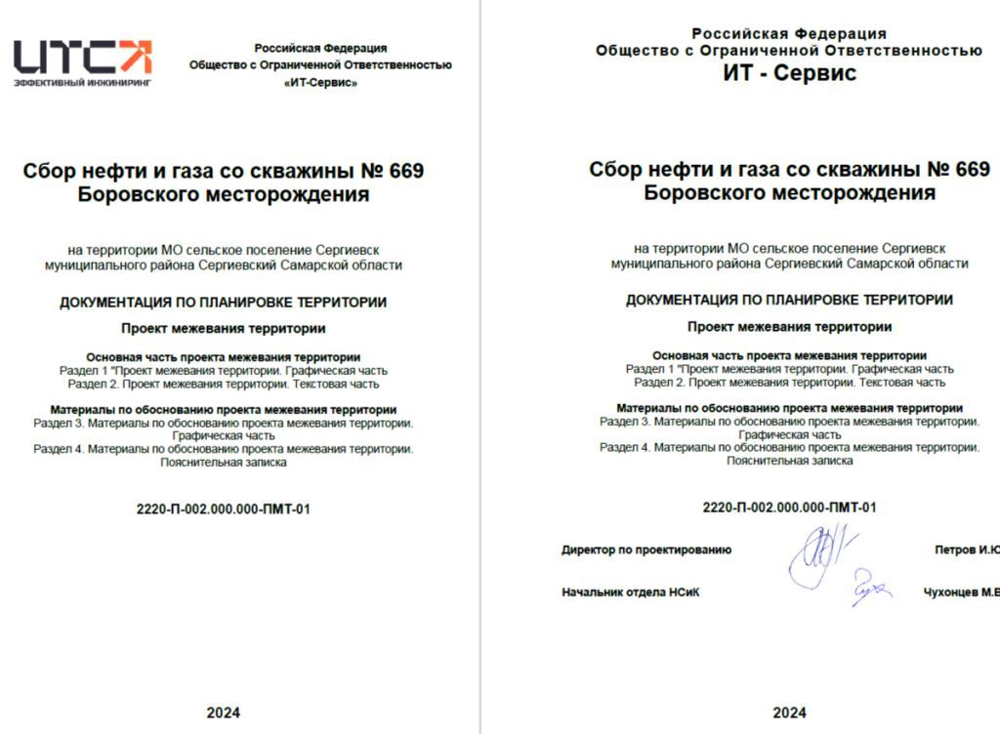 ИТС
ЭФФЕКТИВНЫЙ ИНЖИНИРИНГ
Российская Федерация
Общество с Ограниченной Ответственностью
«ИТ-Сервис»
Сбор нефти и газа со скважины № 669
Боровского месторождения
на территории МО сельское поселение Сергиевск
муниципального района Сергиевский Самарской области
ДОКУМЕНТАЦИЯ ПО ПЛАНИРОВКЕ ТЕРРИТОРИИ
Проект межевания территории
Основная часть проекта межевания территории
Раздел 1 "Проект межевания территории. Графическая часть
Раздел 2. Проект межевания территории. Текстовая часть
Материалы по обоснованию проекта межевания территории
Раздел 3. Материалы по обоснованию проекта межевания территории.
Графическая часть
Раздел 4. Материалы по обоснованию проекта межевания территории.
Пояснительная записка
2220-П-002.000.000-ПМТ-01
2024
Российская Федерация
Общество с Ограниченной Ответственностью
ИТ - Сервис
Сбор нефти и газа со скважины № 669
Боровского месторождения
на территории МО сельское поселение Сергиевск
муниципального района Сергиевский Самарской области
ДОКУМЕНТАЦИЯ ПО ПЛАНИРОВКЕ ТЕРРИТОРИИ
Проект межевания территории
Основная часть проекта межевания территории
Раздел 1 "Проект межевания территории. Графическая часть
Раздел 2. Проект межевания территории. Текстовая часть
Материалы по обоснованию проекта межевания территории
Раздел 3. Материалы по обоснованию проекта межевания территории.
Графическая часть
Раздел 4. Материалы по обоснованию проекта межевания территории.
Пояснительная записка
2220-П-002.000.000-ПМТ-01
Директор по проектированию Петров И.Ю
Начальник отдела НСиК Чухонцев М.В
2024